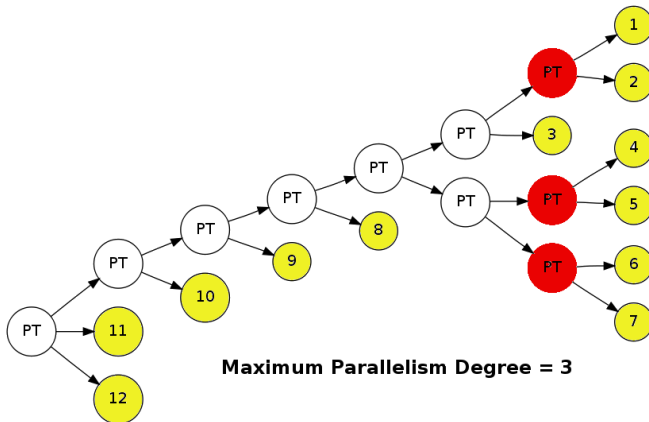 1
PT
2
PT
3
4
PT
PT
PT
5
PT
8
PT
6
PT
9
PT
10
7
PT
11
Maximum Parallelism Degree = 3
12